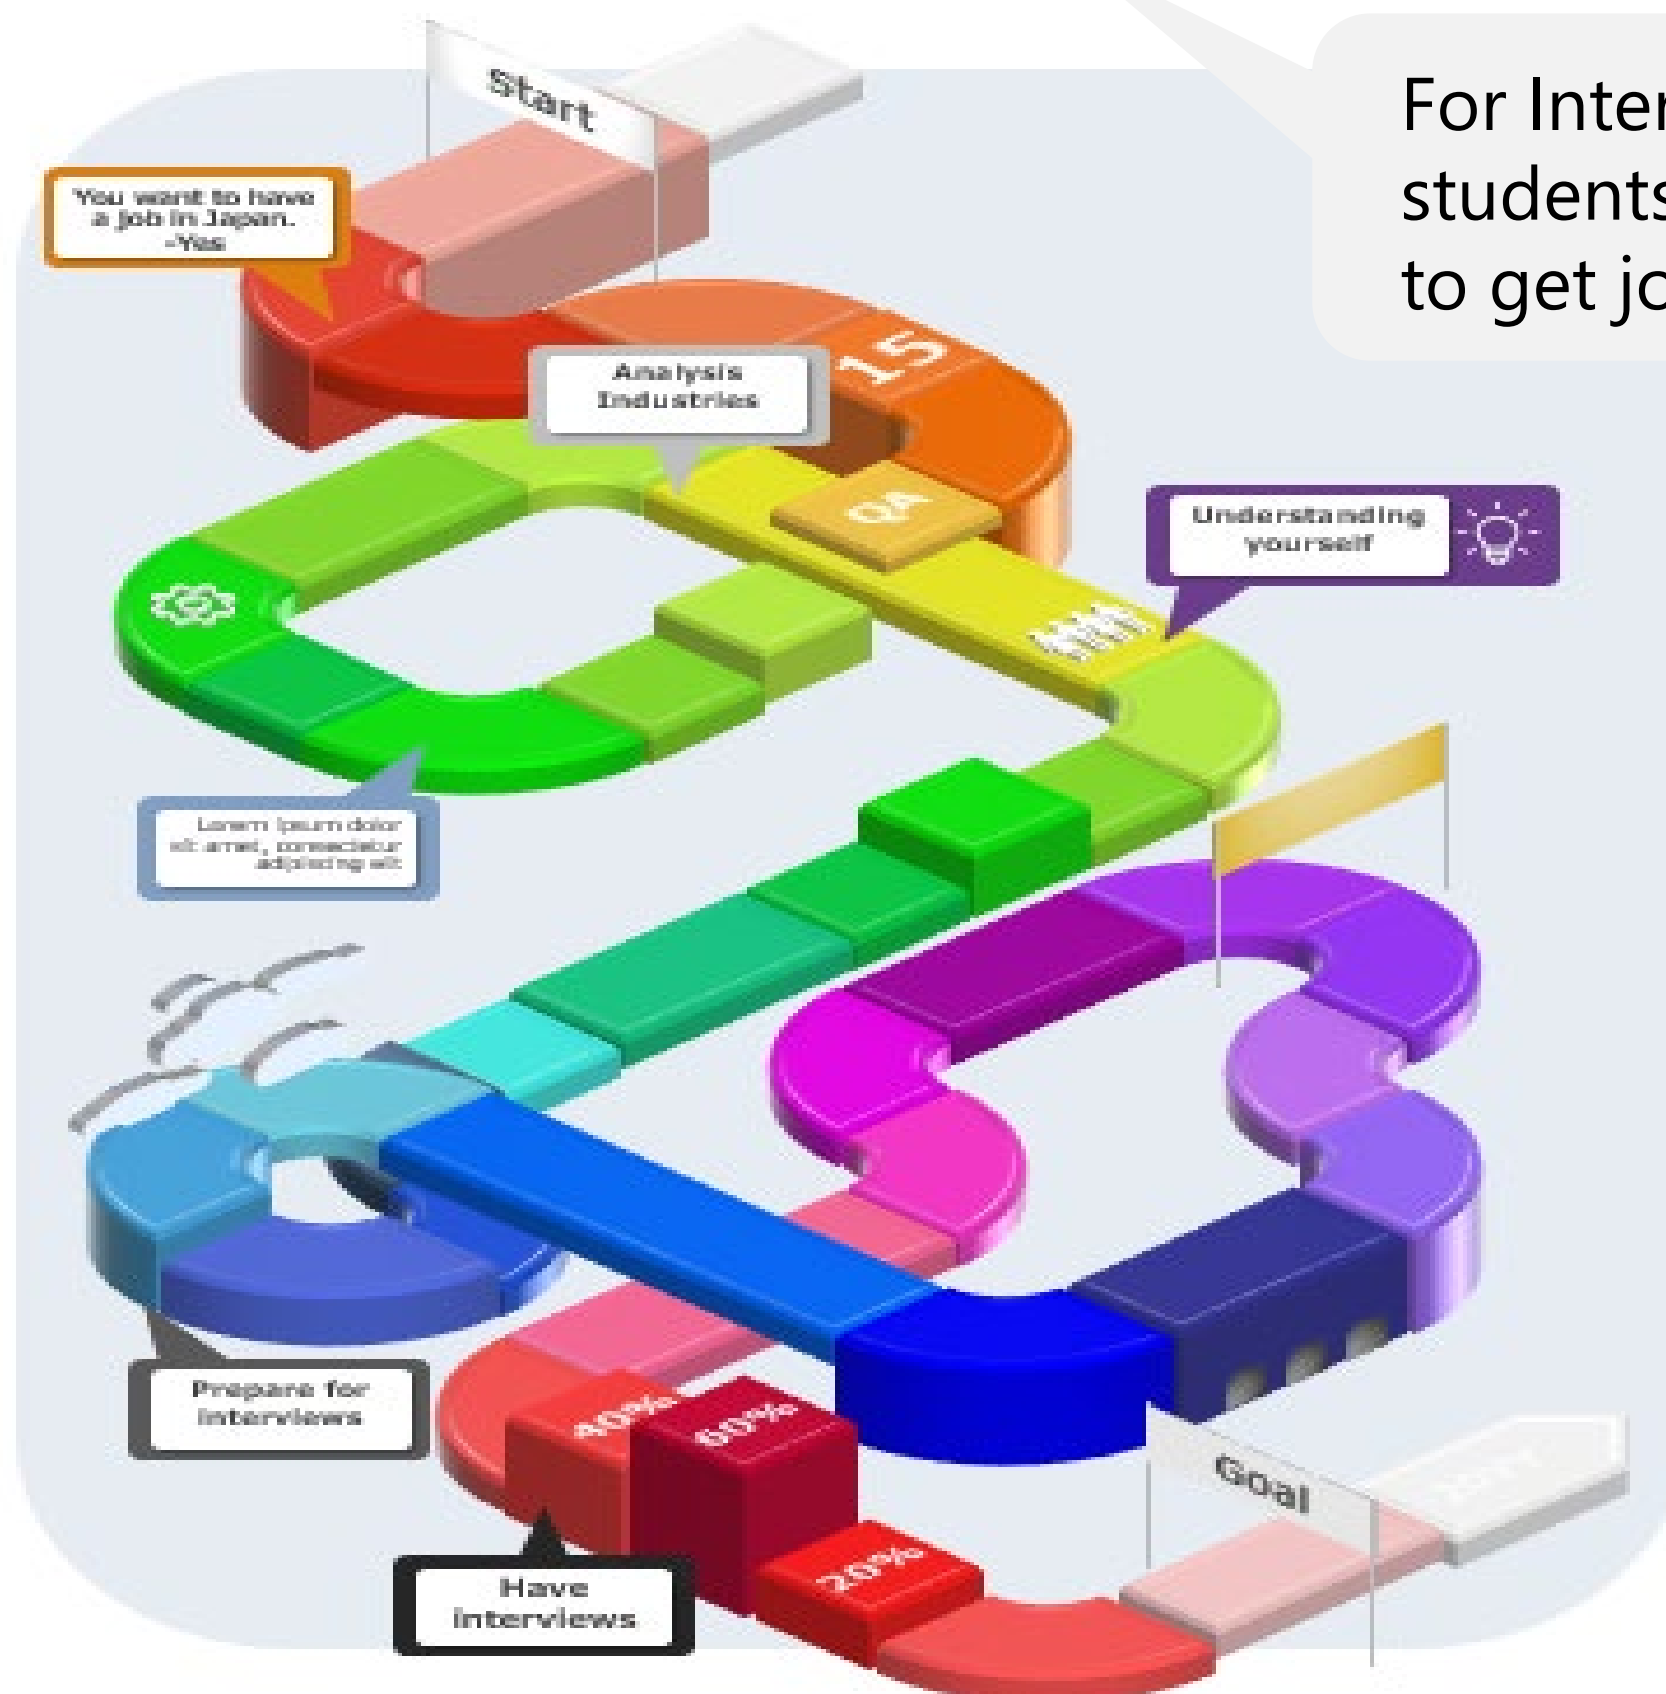 start
For Inter
students
to get jo
You want to have
a job in Japan.
-Yes
15
Analysis
Industries
QA
Understanding
yourself
Lorem ipsum dolor
sit amet, consectetur
adipiscing elit
Prepare for
interviews
40%
60%
Goal
20%
Have
interviews